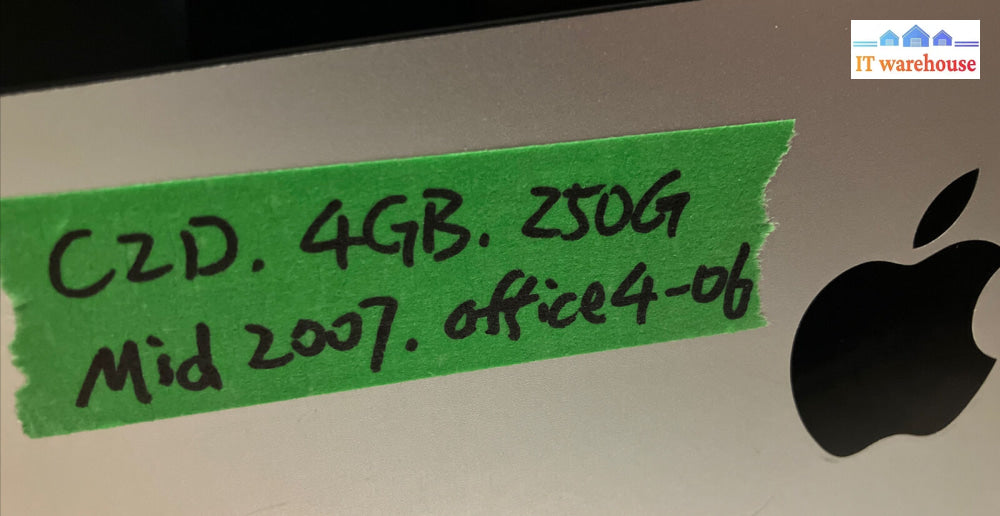 IT warehouse
C2D. 4GB. 250G
Mid 2007. office4-06